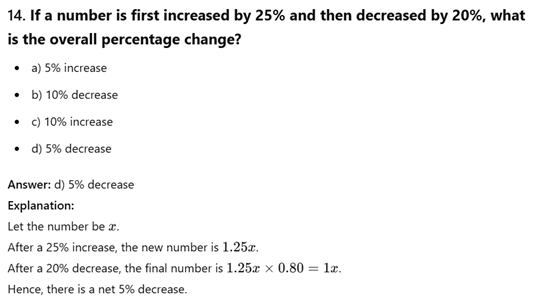 14. If a number is first increased by 25% and then decreased by 20%, what
is the overall percentage change?
• a) 5% increase
• b) 10% decrease
• c) 10% increase
• d) 5% decrease
Answer: d) 5% decrease
Explanation:
Let the number be x.
After a 25% increase, the new number is 1.25x.
After a 20% decrease, the final number is 1.25x × 0.80 = 1x.
Hence, there is a net 5% decrease.